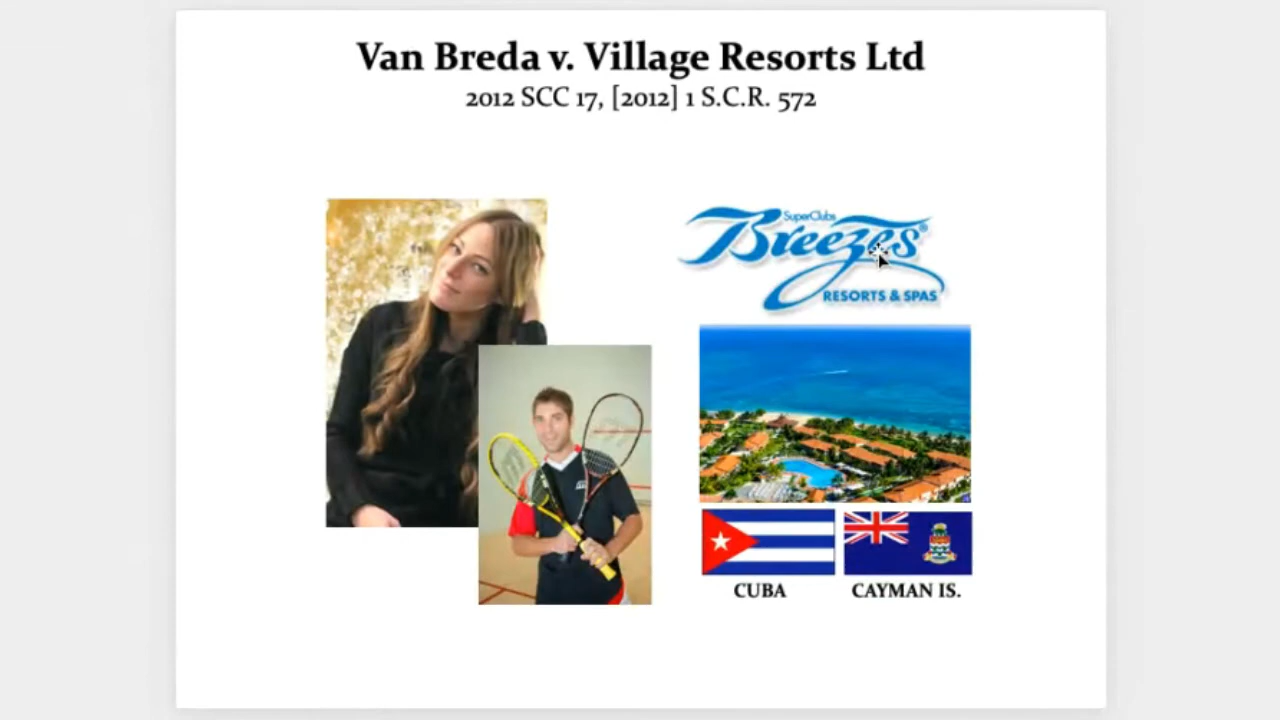 Van Breda v. Village Resorts Ltd
2012 SCC 17, [2012] 1 S.C.R. 572
SuperClubs
Breezes®
RESORTS & SPAS
CUBA
CAYMAN IS.